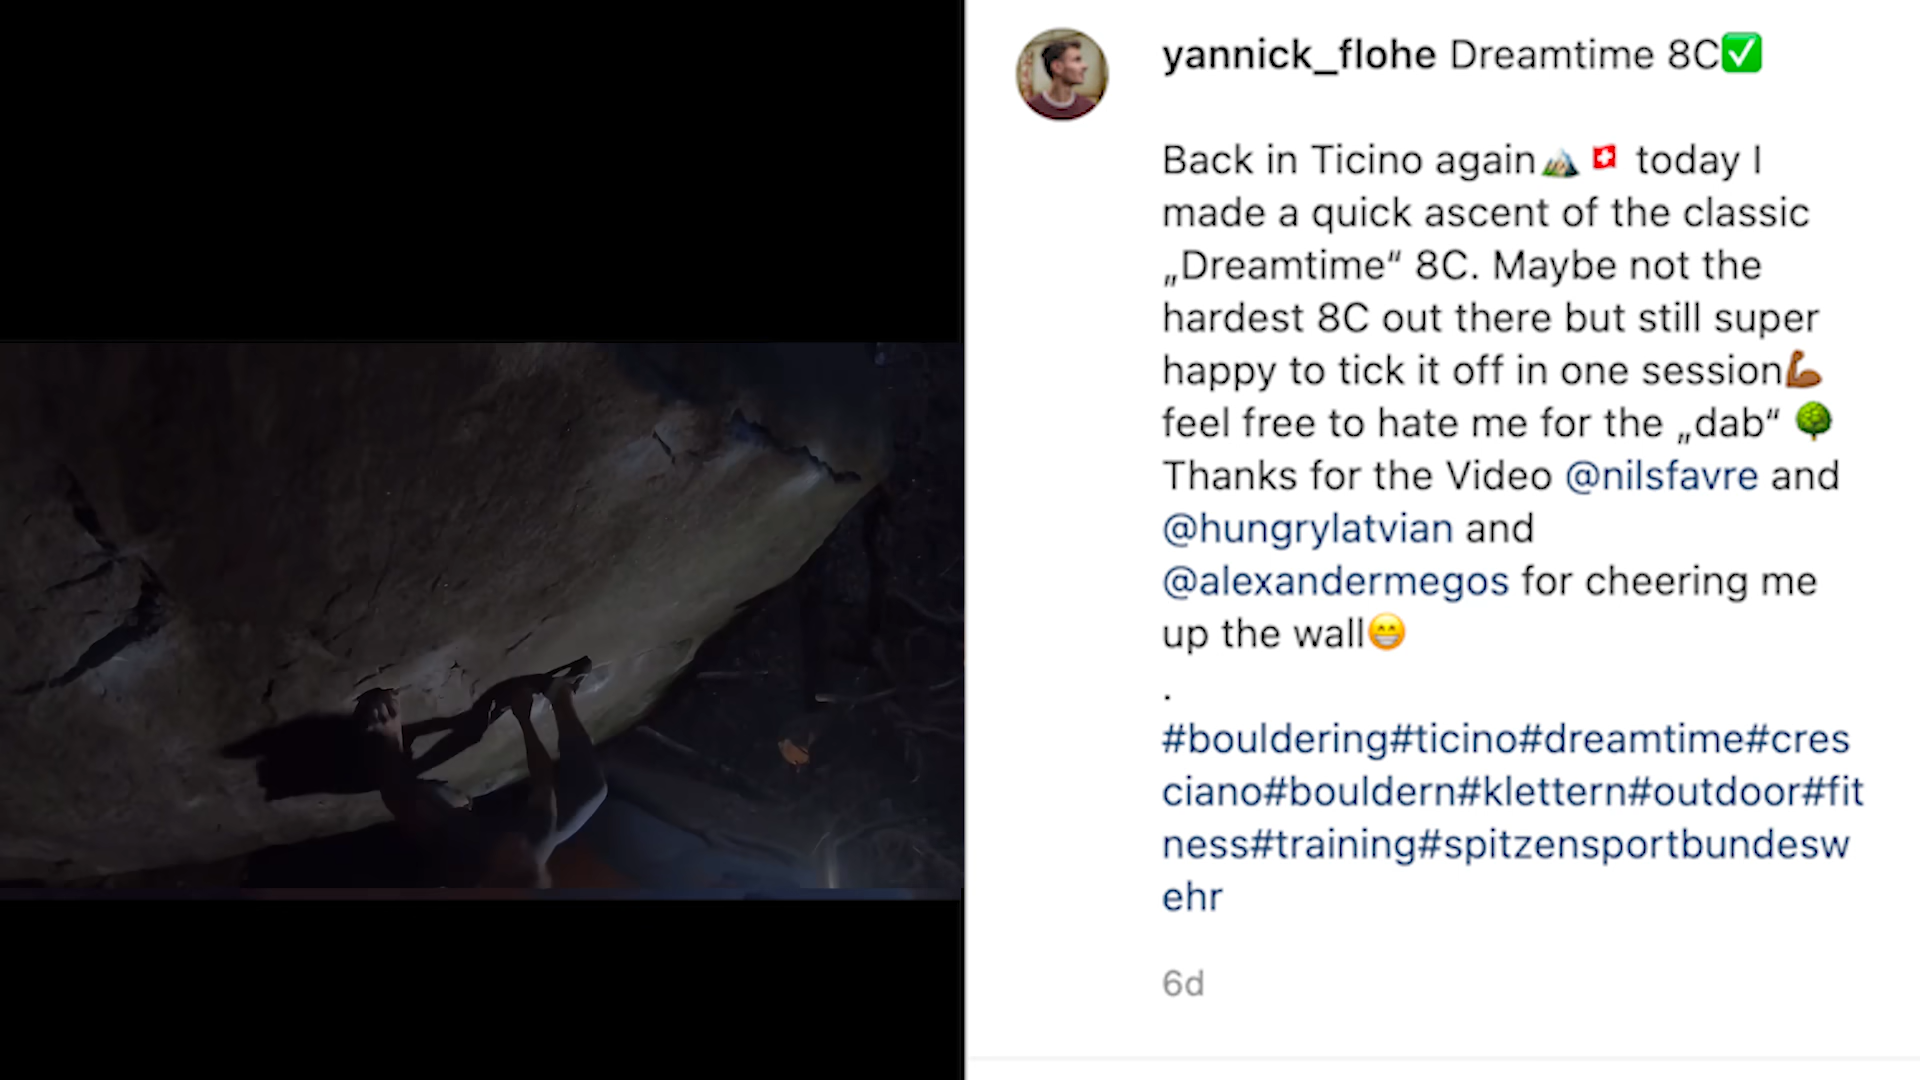 yannick_flohe Dreamtime 8C✅
Back in Ticino again🏔️🇨🇭 today I
made a quick ascent of the classic
„Dreamtime“ 8C. Maybe not the
hardest 8C out there but still super
happy to tick it off in one session💪🏾
feel free to hate me for the „dab“ 🌳
Thanks for the Video @nilsfavre and
@hungrylatvian and
@alexandermegos for cheering me
up the wall😁
.
#bouldering#ticino#dreamtime#cres
ciano#bouldern#klettern#outdoor#fit
ness#training#spitzensportbundesw
ehr
6d